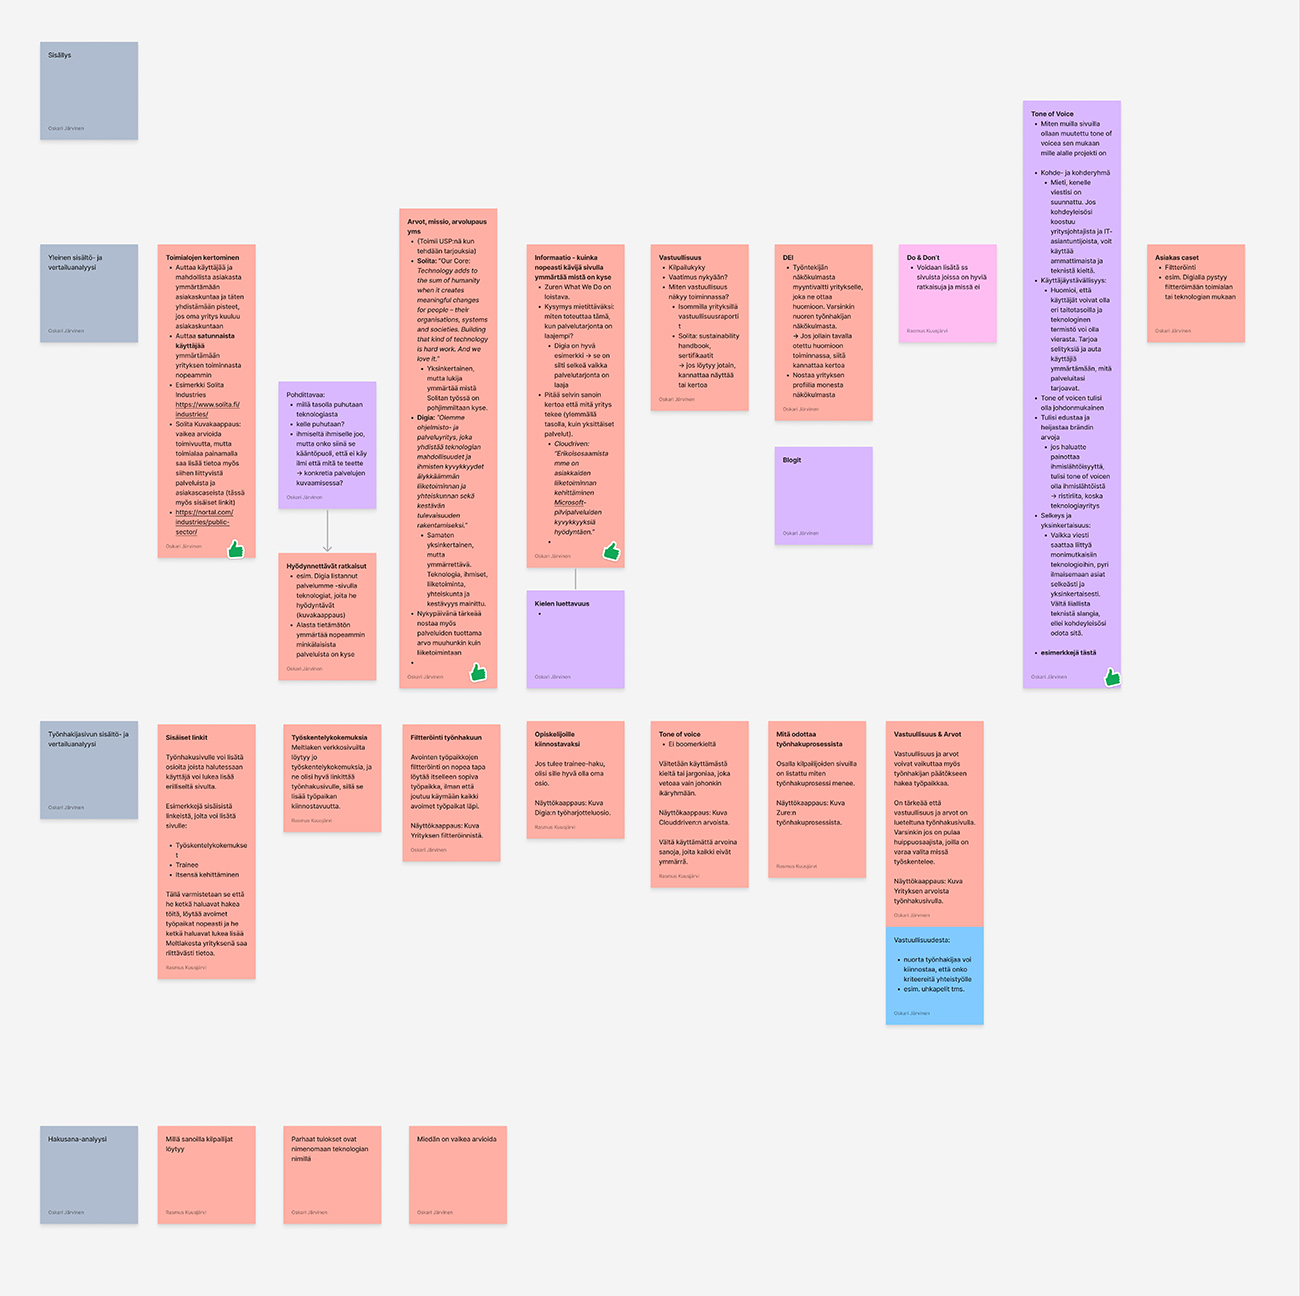 Sisällys
Oskari Järvinen
Yleinen sisältö- ja
vertailuanalyysi
Oskari Järvinen
Toimialojen kertominen
• Auttaa käyttäjää ja
mahdollista asiakasta
ymmärtämään
asiakaskuntaa ja täten
yhdistämään pisteet,
jos oma yritys kuuluu
asiakaskuntaan
• Auttaa satunnaista
käyttäjää
ymmärtämään
yrityksen toiminnasta
nopeammin
• Esimerkki Solita
Industries
https://www.solita.fi/
industries/
• Solita Kuvakaappaus:
vaikea arvioida
toimivuutta, mutta
toimialaa painamalla
saa lisää tietoa myös
siihen liittyvistä
palveluista ja
asiakascaseista (tässä
myös sisäiset linkit)
• https://nortal.com/
industries/public-
sector/
Oskari Järvinen
Pohdittavaa:
• millä tasolla puhutaan
teknologiasta
• kelle puhutaan?
• ihmiseltä ihmiselle joo,
mutta onko siinä se
kääntöpuoli, että ei käy
ilmi että mitä te teette
→ konkretia palvelujen
kuvaamisessa?
Oskari Järvinen
Hyödynnettävät ratkaisut
• esim. Digia listannut
palvelumme -sivulla
teknologiat, joita he
hyödyntävät
(kuvakaappaus)
• Alasta tietämätön
ymmärtää nopeammin
minkälaisista
palveluista on kyse
Oskari Järvinen
Arvot, missio, arvolupaus
yms
• (Toimii USP:nä kun
tehdään tarjouksia)
• Solita: "Our Core:
Technology adds to
the sum of humanity
when it creates
meaningful changes
for people – their
organisations, systems
and societies. Building
that kind of technology
is hard work. And we
love it."
• Yksinkertainen,
mutta lukija
ymmärtää mistä
Solitan työssä on
pohjimmiltaan kyse.
• Digia: "Olemme
ohjelmisto- ja
palveluyritys, joka
yhdistää teknologian
mahdollisuudet ja
ihmisten kyvykkyydet
älykkäämmän
liiketoiminnan ja
yhteiskunnan sekä
kestävän
tulevaisuuden
rakentamiseksi."
• Samaten
yksinkertainen,
mutta
ymmärrettävä.
Teknologia, ihmiset,
liiketoiminta,
yhteiskunta ja
kestävyys mainittu.
• Nykypäivänä tärkeää
nostaa myös
palveluiden tuottama
arvo muuhunkin kuin
liiketoimintaan
•
Oskari Järvinen
Informaatio - kuinka
nopeasti kävijä sivulla
ymmärtää mistä on kyse
• Zuren What We Do on
loistava.
• Kysymys mietittäväksi:
miten toteuttaa tämä,
kun palvelutarjonta on
laajempi?
• Digia on hyvä
esimerkki → se on
silti selkeä vaikka
palvelutarjonta on
laaja
• Pitää selvin sanoin
kertoa että mitä yritys
tekee (ylemmällä
tasolla, kuin yksittäiset
palvelut).
• Cloudriven:
"Erikoisosaamista
mme on
asiakkaiden
liiketoiminnan
kehittäminen
Microsoft-
pilvipalveluiden
kyvykkyyksiä
hyödyntäen."
•
Oskari Järvinen
Kielen luettavuus
•
Vastuullisuus
• Kilpailukyky
• Vaatimus nykyään?
• Miten vastuullisuus
näkyy toiminnassa?
• Isommilla yrityksillä
vastuullisuusraporti
t
• Solita: sustainability
handbook,
sertifikaatit
→ jos löytyy jotain,
kannattaa näyttää
tai kertoa
Oskari Järvinen
DEI
• Työntekijän
näkökulmasta
myyntivaitti yritykselle,
joka ne ottaa
huomioon. Varsinkin
nuoren työnhakijan
näkökulmasta.
→ Jos jollain tavalla
otettu huomioon
toiminnassa, siitä
kannattaa kertoa
• Nostaa yrityksen
profiilia monesta
näkökulmasta
Oskari Järvinen
Blogit
Oskari Järvinen
Do & Don't
• Voidaan lisätä ss
sivuista joissa on hyviä
ratkaisuja ja missä ei
Rasmus Kuusjärvi
Tone of Voice
• Miten muilla sivuilla
ollaan muutettu tone of
voicea sen mukaan
mille alalle projekti on
• Kohde- ja kohderyhmä
• Mieti, kenelle
viestisi on
suunnattu. Jos
kohdeyleisösi
koostuu
yritysjohtajista ja IT-
asiantuntijoista, voit
käyttää
ammattimaista ja
teknistä kieltä.
• Käyttäjäystävällisyys:
• Huomioi, että
käyttäjät voivat olla
eri taitotasoilla ja
teknologinen
termistö voi olla
vierasta. Tarjoa
selityksiä ja auta
käyttäjiä
ymmärtämään, mitä
palveluitasi
tarjoavat.
• Tone of voicen tulisi
olla johdonmukainen
• Tulisi edustaa ja
heijastaa brändin
arvoja
• jos haluatte
painottaa
ihmislähtöisyyttä,
tulisi tone of voicen
olla ihmislähtöistä
→ ristiriita, koska
teknologiayritys
• Selkeys ja
yksinkertaisuus:
• Vaikka viesti
saattaa liittyä
monimutkaisiin
teknologioihin, pyri
ilmaisemaan asiat
selkeästi ja
yksinkertaisesti.
Vältä liiallista
teknistä slangia,
ellei kohdeyleisösi
odota sitä.
• esimerkkejä tästä
Oskari Järvinen
Asiakas caset
• Filtteröinti
• esim. Digialla pystyy
filtteröimään toimialan
tai teknologian mukaan
Oskari Järvinen
Työnhakijasivun sisältö- ja
vertailuanalyysi
Oskari Järvinen
Sisäiset linkit
Työnhakusivulle voi lisätä
osioita joista halutessaan
käyttäjä voi lukea lisää
erilliseltä sivulta.
Esimerkkejä sisäisistä
linkeistä, joita voi lisätä
sivulle:
• Työskentelykokemukse
t
• Trainee
• Itsensä kehittäminen
Tällä varmistetaan se että
he ketkä haluavat hakea
töitä, löytää avoimet
työpaikat nopeasti ja he
ketkä haluavat lukea lisää
Meltlakesta yrityksenä saa
riittävästi tietoa.
Rasmus Kuusjärvi
Työskentelykokemuksia
Meltlaken verkkosivuilta
löytyy jo
työskentelykokemuksia, ja
ne olisi hyvä linkittää
työnhakusivulle, sillä se
lisää työpaikan
kiinnostavuutta.
Rasmus Kuusjärvi
Filtteröinti työnhakuun
Avointen työpaikkojen
filtteröinti on nopea tapa
löytää itselleen sopiva
työpaikka, ilman että
joutuu käymään kaikki
avoimet työpaikat läpi.
Näyttökaappaus: Kuva
Yrityksen filtteröinnistä.
Oskari Järvinen
Opiskelijoille
kiinnostavaksi
Jos tulee trainee-haku,
olisi sille hyvä olla oma
osio.
Näyttökaappaus: Kuva
Digia:n työharjotteluosio.
Rasmus Kuusjärvi
Tone of voice
• Ei boomerkieltä
Vältetään käyttämästä
kieltä tai jargoniaa, joka
vetoaa vain johonkin
ikäryhmään.
Näyttökaappaus: Kuva
Clouddriven:n arvoista.
Vältä käyttämättä arvoina
sanoja, joita kaikki eivät
ymmärrä.
Rasmus Kuusjärvi
Mitä odottaa
työnhakuprosessista
Osalla kilpailijoiden sivuilla
on listattu miten
työnhakuprosessi menee.
Näyttökaappaus: Kuva
Zure:n
työnhakuprosessista.
Rasmus Kuusjärvi
Vastuullisuus & Arvot
Vastuullisuus ja arvot
voivat vaikuttaa myös
työnhakijan päätökseen
hakea työpaikkaa.
On tärkeää että
vastuullisuus ja arvot on
lueteltuna työnhakusivulla.
Varsinkin jos on pulaa
huippuosaajista, joilla on
varaa valita missä
työskentelee.
Näyttökaappaus: Kuva
Yrityksen arvoista
työnhakusivulla.
Oskari Järvinen
Vastuullisuudesta:
• nuorta työnhakijaa voi
kiinnostaa, että onko
kriteereitä yhteistyölle
• esim. uhkapelit tms.
Oskari Järvinen
Hakusana-analyysi
Oskari Järvinen
Millä sanoilla kilpailijat
löytyy
Rasmus Kuusjärvi
Parhaat tulokset ovat
nimenomaan teknologian
nimillä
Oskari Järvinen
Miedän on vaikea arvioida
Oskari Järvinen